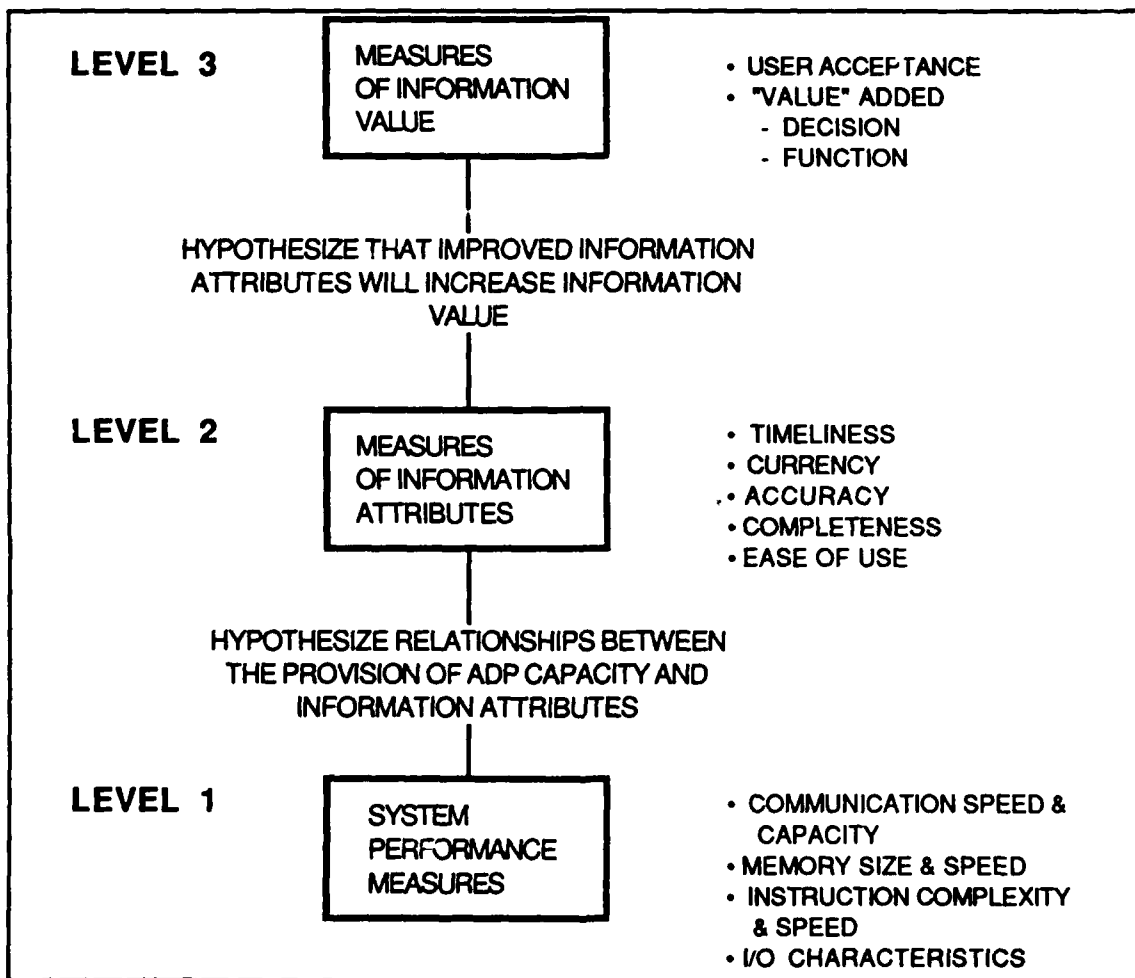 LEVEL 3
MEASURES
OF INFORMATION
VALUE
• USER ACCEPTANCE
• "VALUE" ADDED
- DECISION
- FUNCTION
HYPOTHESIZE THAT IMPROVED INFORMATION
ATTRIBUTES WILL INCREASE INFORMATION
VALUE
LEVEL 2
MEASURES
OF INFORMATION
ATTRIBUTES
• TIMELINESS
• CURRENCY
• ACCURACY
• COMPLETENESS
• EASE OF USE
HYPOTHESIZE RELATIONSHIPS BETWEEN
THE PROVISION OF ADP CAPACITY AND
INFORMATION ATTRIBUTES
LEVEL 1
SYSTEM
PERFORMANCE
MEASURES
• COMMUNICATION SPEED &
CAPACITY
• MEMORY SIZE & SPEED
• INSTRUCTION COMPLEXITY
& SPEED
• I/O CHARACTERISTICS